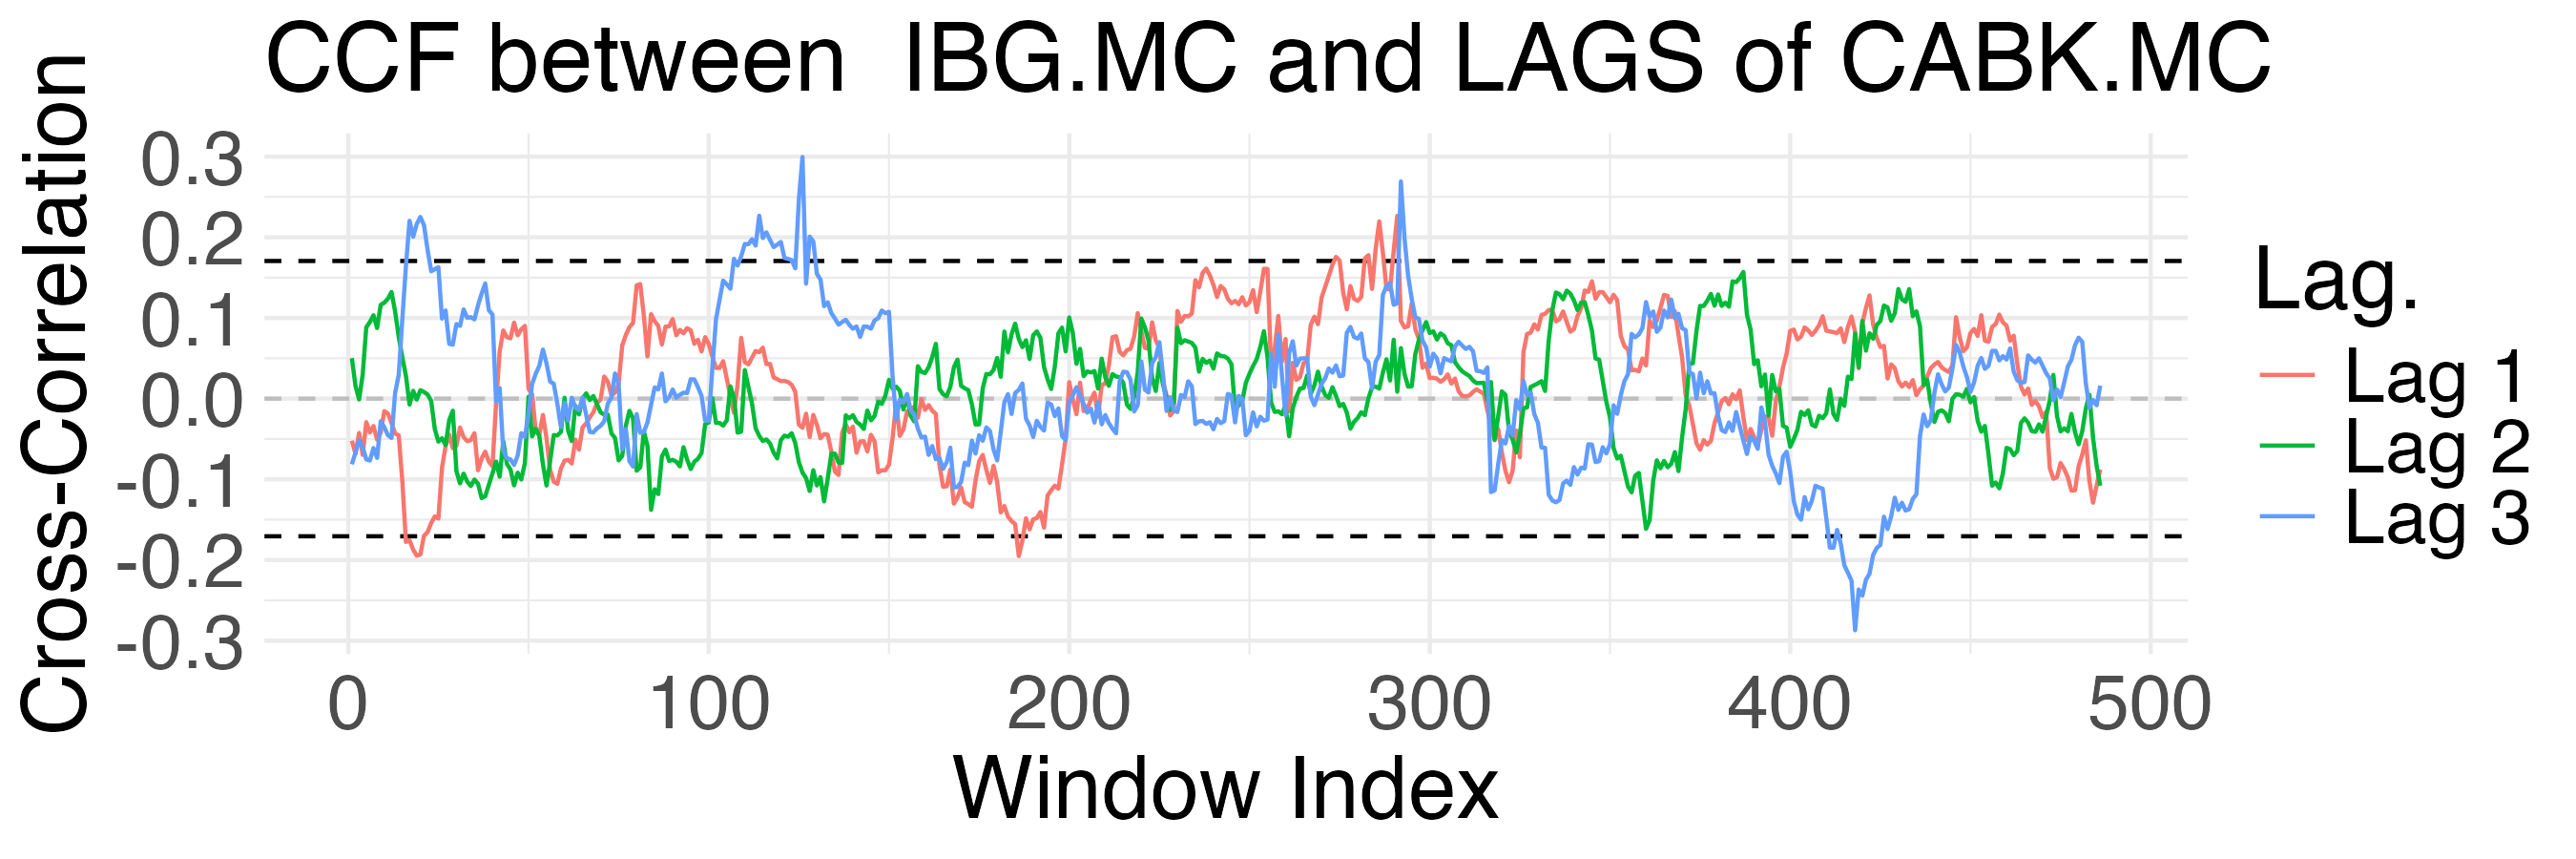 CCF between  IBG.MC and LAGS of CABK.MC
Cross-Correlation
0.3
0.2
0.1
0.0
-0.1
-0.2
-0.3
0 100 200 300 400 500
Window Index
Lag.
Lag 1
Lag 2
Lag 3